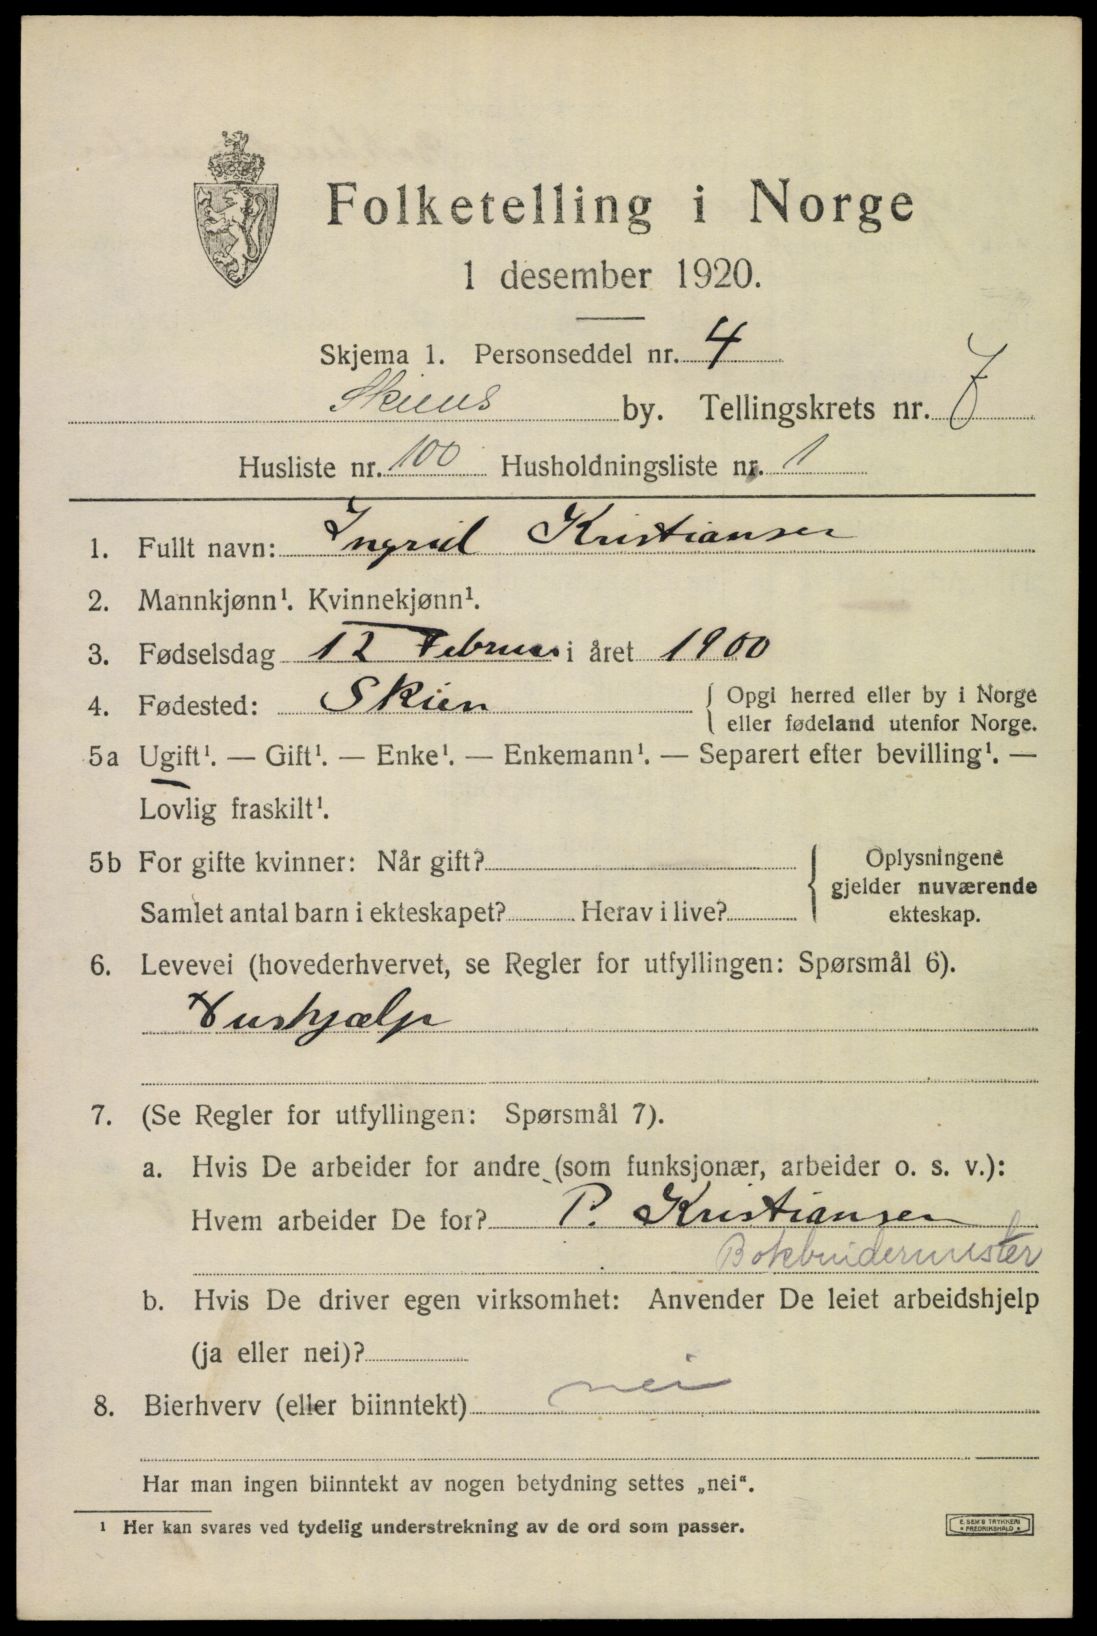 Folketelling i Norge
1 desember 1920.
Skjema 1. Personseddel nr. 4
Skiens by. Tellingskrets nr. 7
Husliste nr. 100 Husholdningsliste nr. 1
1. Fullt navn: Ingrid Kristiansen
2. Mannkjønn¹. Kvinnekjønn¹.
3. Fødselsdag 12 Februar i året 1900
4. Fødested: Skien { Opgi herred eller by i Norge
eller fødeland utenfor Norge.
5a Ugift¹. — Gift¹. — Enke¹. — Enkemann¹. — Separert efter bevilling¹. —
Lovlig fraskilt¹.
5b For gifte kvinner: Når gift? { Oplysningene
gjelder nuværende
Samlet antal barn i ekteskapet? Herav i live? ekteskap.
6. Levevei (hovederhvervet, se Regler for utfyllingen: Spørsmål 6).
Hushjælp
7. (Se Regler for utfyllingen: Spørsmål 7).
a. Hvis De arbeider for andre (som funksjonær, arbeider o. s. v.):
Hvem arbeider De for? P. Kristiansen
Bokbindermester
b. Hvis De driver egen virksomhet: Anvender De leiet arbeidshjelp
(ja eller nei)?
8. Bierhverv (eller biinntekt) nei
Har man ingen biinntekt av nogen betydning settes „nei“.
¹ Her kan svares ved tydelig understrekning av de ord som passer.
E. SEM'S TRYKKERI
FREDRIKSHALD